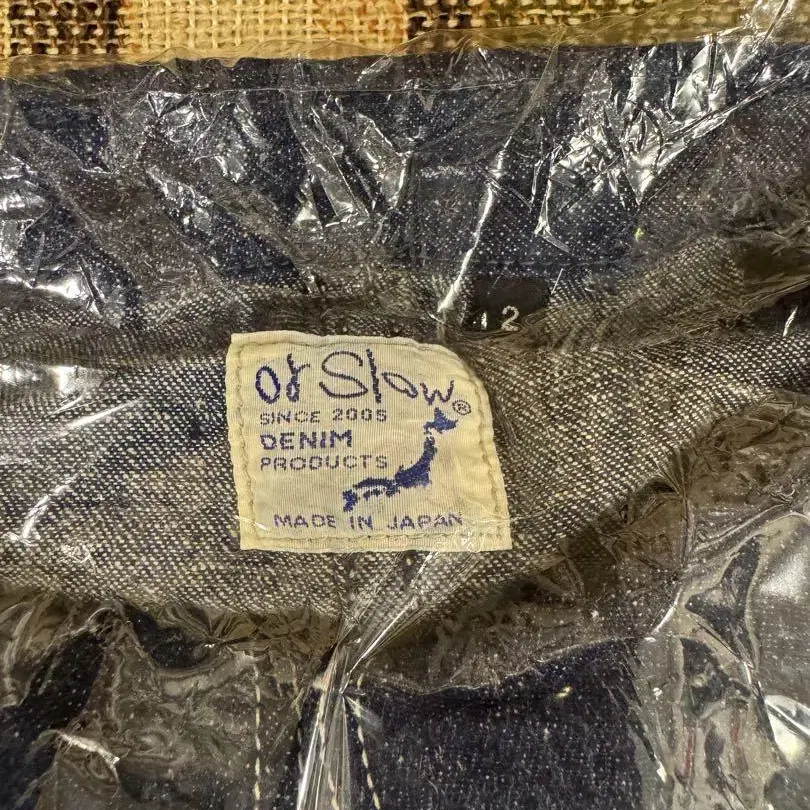 2
or Slow
®
SINCE 2005
DENIM
PRODUCTS
MADE IN JAPAN